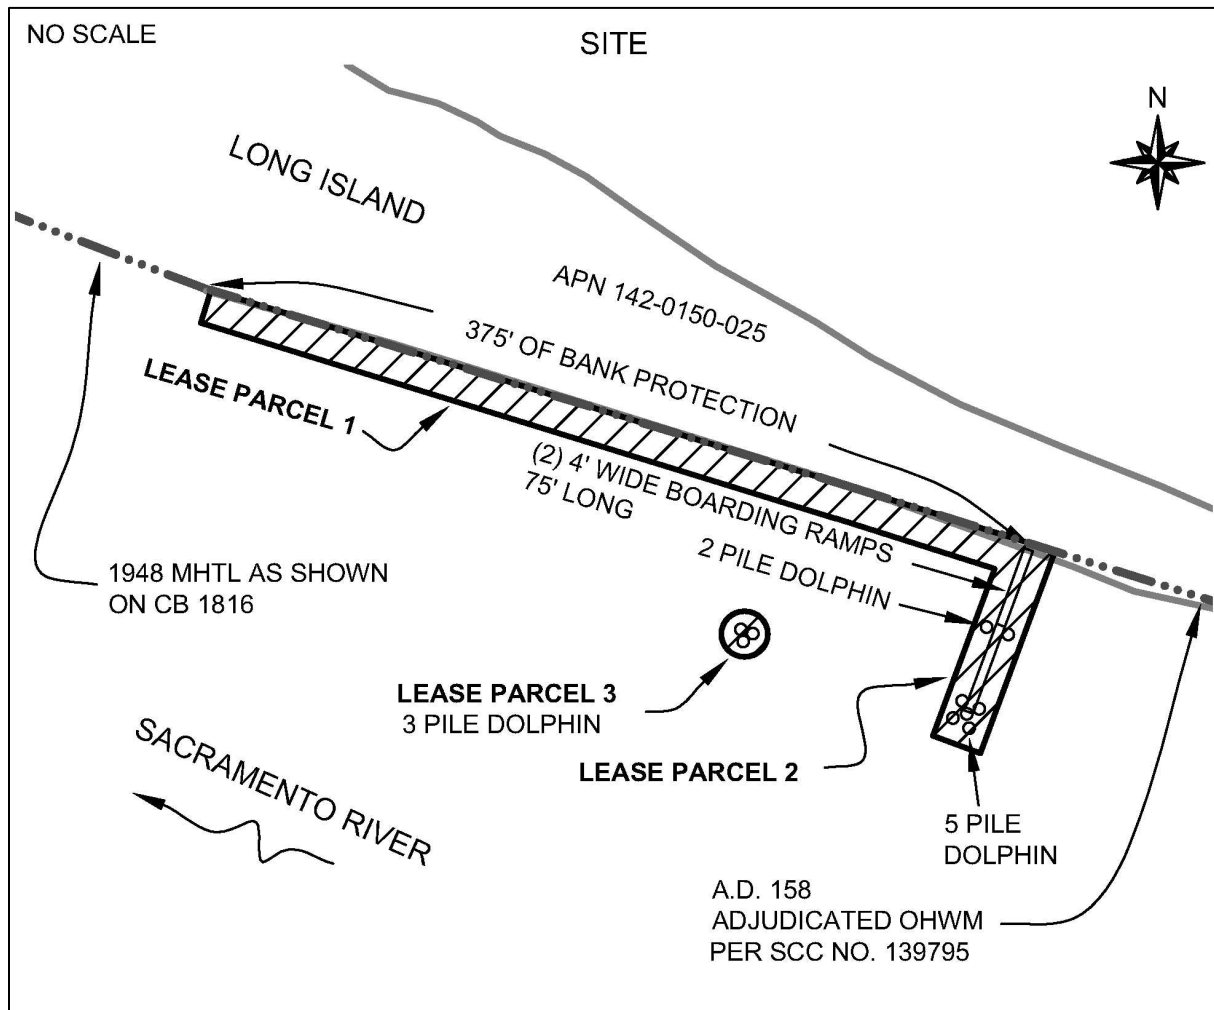 NO SCALE
SITE
N
LONG ISLAND
APN 142-0150-025
375' OF BANK PROTECTION
LEASE PARCEL 1
(2) 4' WIDE BOARDING RAMPS
75' LONG
2 PILE DOLPHIN
1948 MHTL AS SHOWN
ON CB 1816
LEASE PARCEL 3
3 PILE DOLPHIN
SACRAMENTO RIVER
LEASE PARCEL 2
5 PILE
DOLPHIN
A.D. 158
ADJUDICATED OHWM
PER SCC NO. 139795